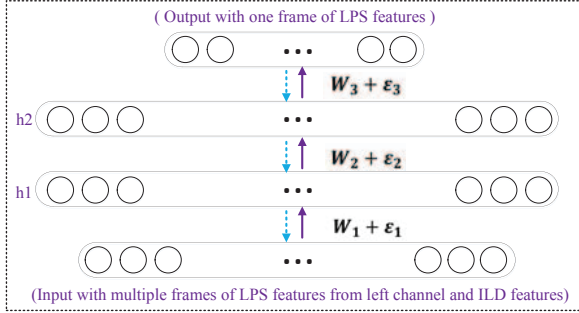 ( Output with one frame of LPS features )
...
W₃ + ε₃
h2 ...
W₂ + ε₂
h1 ...
W₁ + ε₁
...
(Input with multiple frames of LPS features from left channel and ILD features)